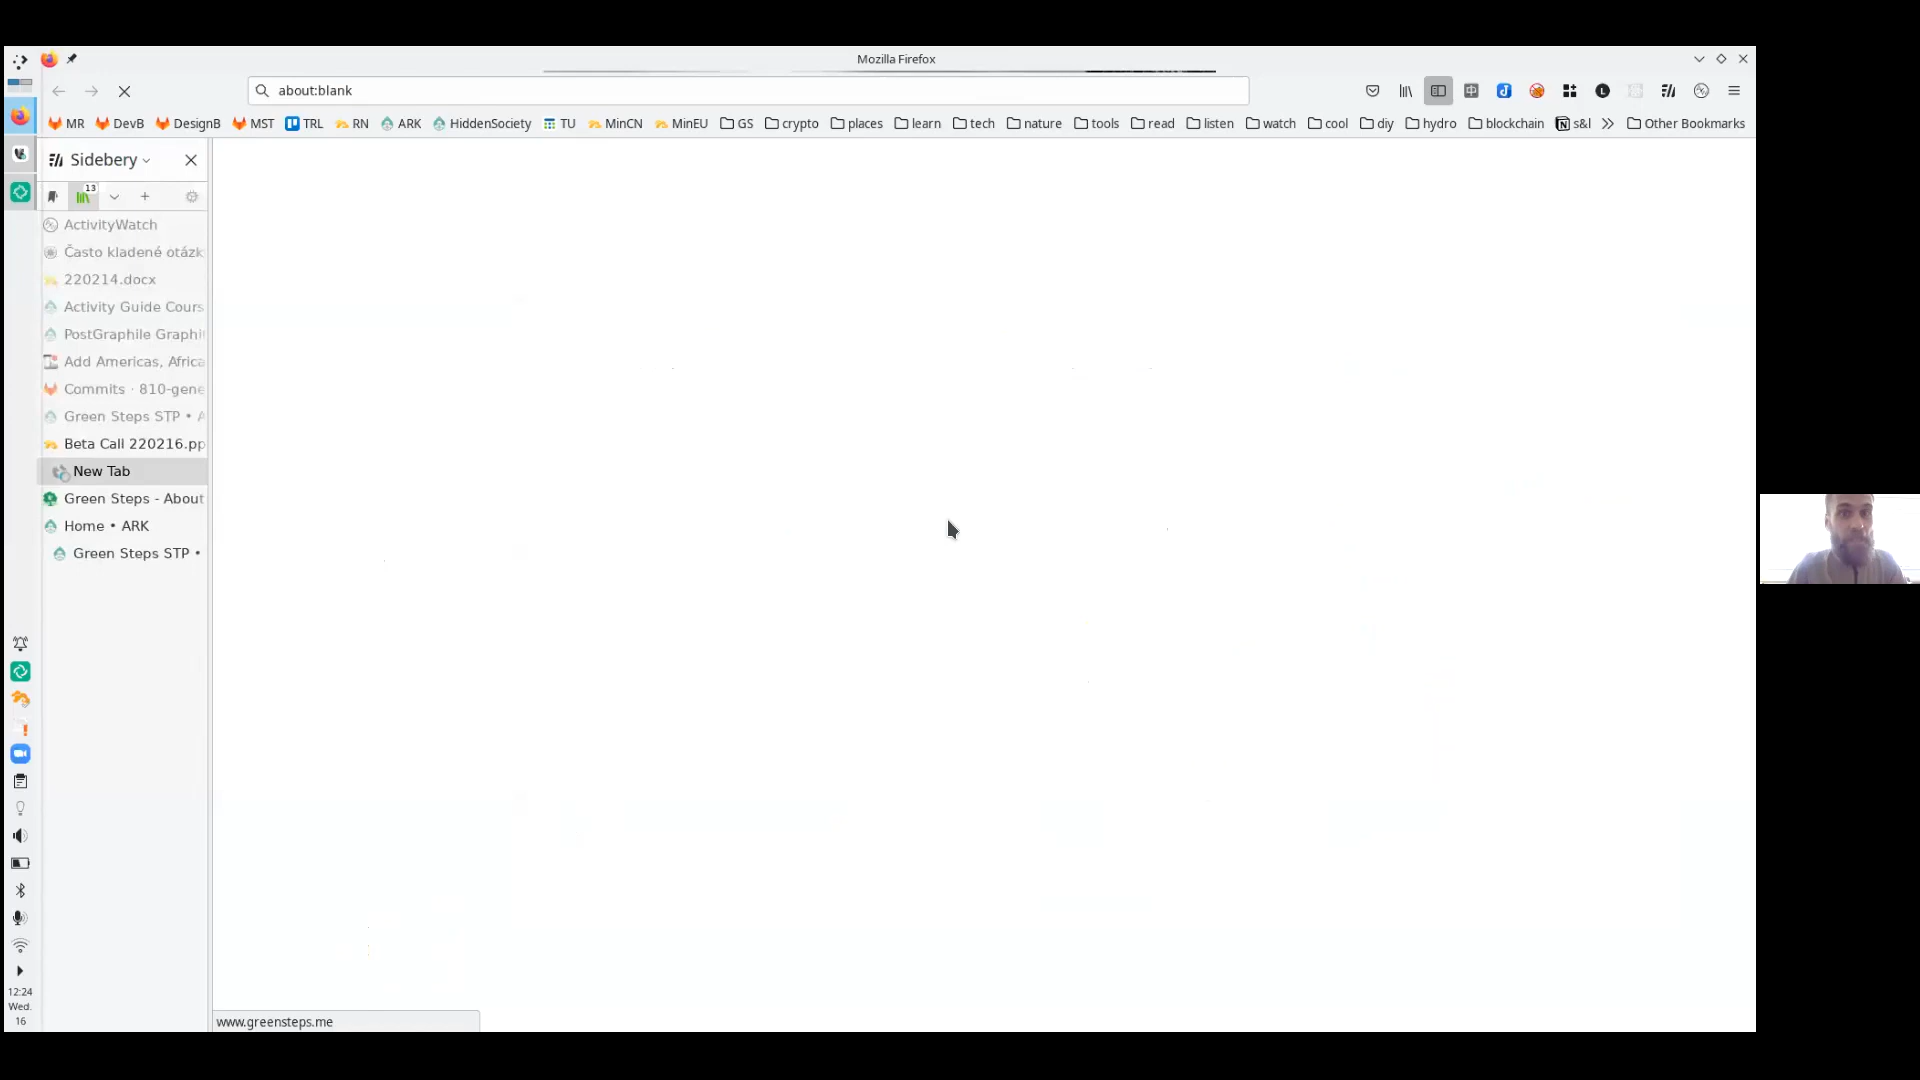 Mozilla Firefox
about:blank
MR DevB DesignB MST TRL RN ARK HiddenSociety TU MinCN MinEU GS crypto places learn tech nature tools read listen watch cool diy hydro blockchain s&l Other Bookmarks
Sidebery
13
ActivityWatch
Často kladené otázk
220214.docx
Activity Guide Cours
PostGraphile Graphi
Add Americas, Africa
Commits · 810-gene
Green Steps STP • A
Beta Call 220216.pp
New Tab
Green Steps - About
Home • ARK
Green Steps STP •
12:24
Wed.
16
www.greensteps.me